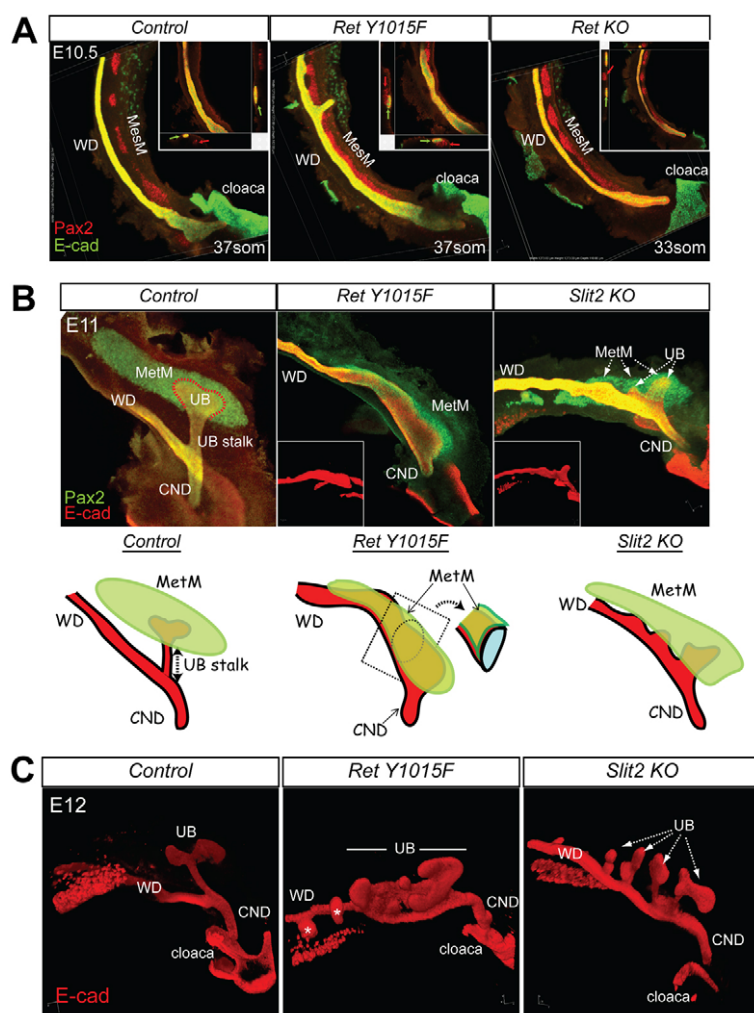 A
Control
Ret Y1015F
Ret KO
E10.5
WD
MesM
cloaca
Pax2
E-cad
37som
WD
MesM
cloaca
37som
WD
MesM
cloaca
33som
B
Control
Ret Y1015F
Slit2 KO
E11
MetM
WD
UB
UB stalk
CND
Pax2
E-cad
WD
MetM
CND
MetM
UB
WD
CND
Control
Ret Y1015F
Slit2 KO
MetM
WD
UB stalk
CND
MetM
WD
CND
MetM
WD
CND
C
Control
Ret Y1015F
Slit2 KO
E12
UB
WD
CND
cloaca
E-cad
UB
WD
CND
* *
cloaca
UB
WD
CND
cloaca